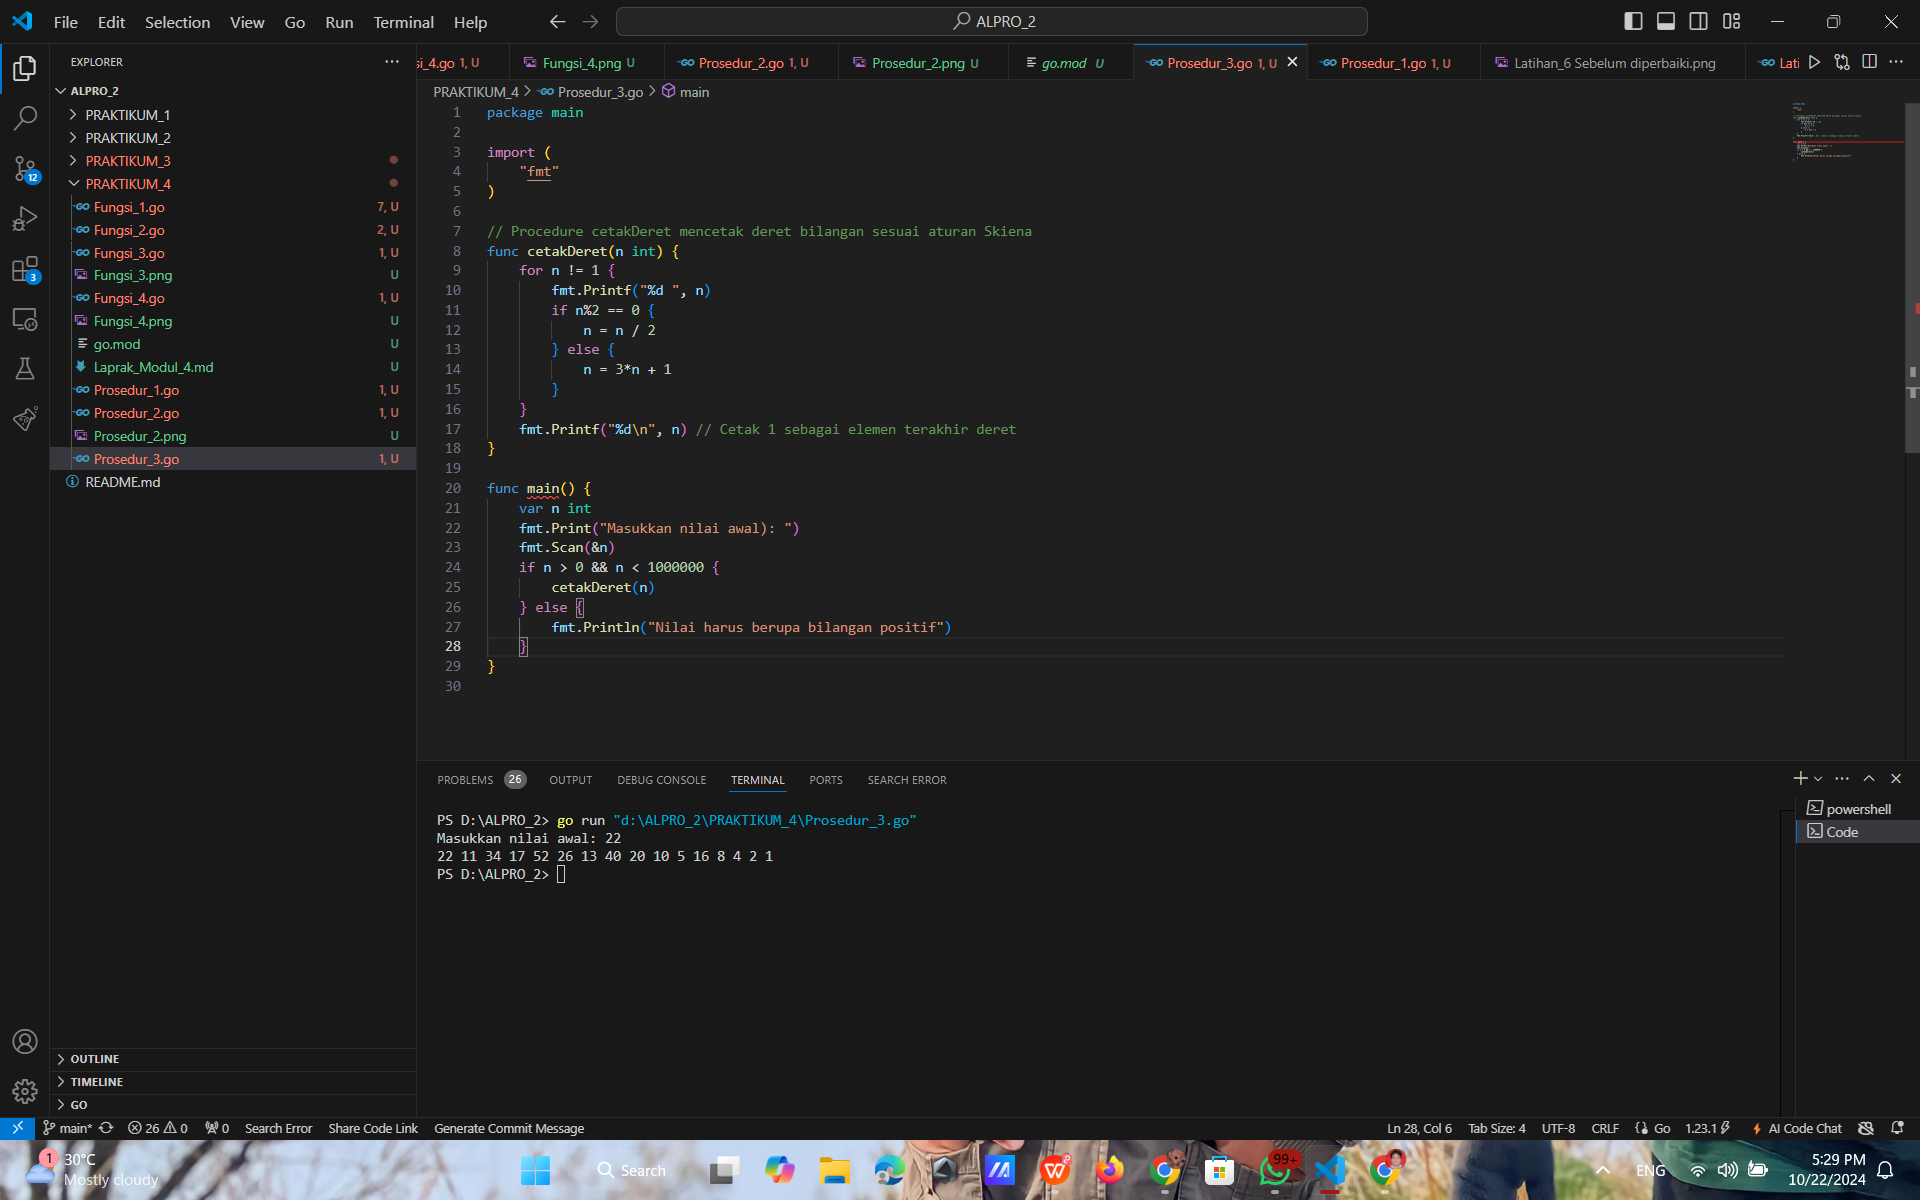 File Edit Selection View Go Run Terminal Help
ALPRO_2
EXPLORER
ALPRO_2
PRAKTIKUM_1
PRAKTIKUM_2
PRAKTIKUM_3
PRAKTIKUM_4
Fungsi_1.go 7, U
Fungsi_2.go 2, U
Fungsi_3.go 1, U
Fungsi_3.png U
Fungsi_4.go 1, U
Fungsi_4.png U
go.mod U
Laprak_Modul_4.md U
Prosedur_1.go 1, U
Prosedur_2.go 1, U
Prosedur_2.png U
Prosedur_3.go 1, U
README.md
12
3
OUTLINE
TIMELINE
GO
si_4.go 1, U Fungsi_4.png U Prosedur_2.go 1, U Prosedur_2.png U go.mod U Prosedur_3.go 1, U Prosedur_1.go 1, U Latihan_6 Sebelum diperbaiki.png Lati
PRAKTIKUM_4 > Prosedur_3.go > main
1 package main
2
3 import (
4 "fmt"
5 )
6
7 // Procedure cetakDeret mencetak deret bilangan sesuai aturan Skiena
8 func cetakDeret(n int) {
9 for n != 1 {
10 fmt.Printf("%d ", n)
11 if n%2 == 0 {
12 n = n / 2
13 } else {
14 n = 3*n + 1
15 }
16 }
17 fmt.Printf("%d\n", n) // Cetak 1 sebagai elemen terakhir deret
18 }
19
20 func main() {
21 var n int
22 fmt.Print("Masukkan nilai awal): ")
23 fmt.Scan(&n)
24 if n > 0 && n < 1000000 {
25 cetakDeret(n)
26 } else {
27 fmt.Println("Nilai harus berupa bilangan positif")
28 }
29 }
30
PROBLEMS 26 OUTPUT DEBUG CONSOLE TERMINAL PORTS SEARCH ERROR
PS D:\ALPRO_2> go run "d:\ALPRO_2\PRAKTIKUM_4\Prosedur_3.go"
Masukkan nilai awal: 22
22 11 34 17 52 26 13 40 20 10 5 16 8 4 2 1
PS D:\ALPRO_2>
powershell
Code
main* 26 0 0 Search Error Share Code Link Generate Commit Message Ln 28, Col 6 Tab Size: 4 UTF-8 CRLF Go 1.23.1 AI Code Chat
1
30°C
Mostly cloudy
Search
99+
ENG
5:29 PM
10/22/2024